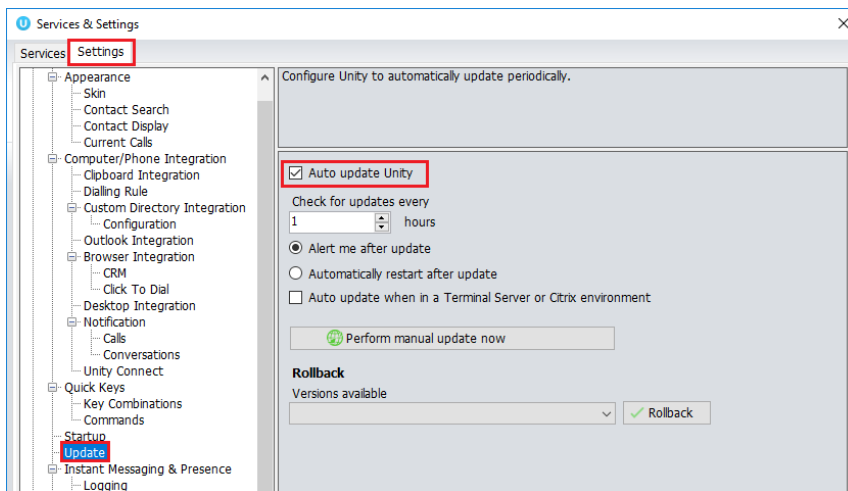 Services & Settings
Services
Settings
Appearance
Skin
Contact Search
Contact Display
Current Calls
Computer/Phone Integration
Clipboard Integration
Dialling Rule
Custom Directory Integration
Configuration
Outlook Integration
Browser Integration
CRM
Click To Dial
Desktop Integration
Notification
Calls
Conversations
Unity Connect
Quick Keys
Key Combinations
Commands
Startup
Update
Instant Messaging & Presence
Logging
Configure Unity to automatically update periodically.
Auto update Unity
Check for updates every
1 hours
Alert me after update
Automatically restart after update
Auto update when in a Terminal Server or Citrix environment
Perform manual update now
Rollback
Versions available
Rollback